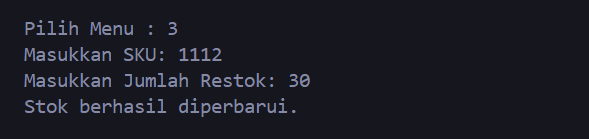 Pilih Menu : 3
Masukkan SKU: 1112
Masukkan Jumlah Restok: 30
Stok berhasil diperbarui.